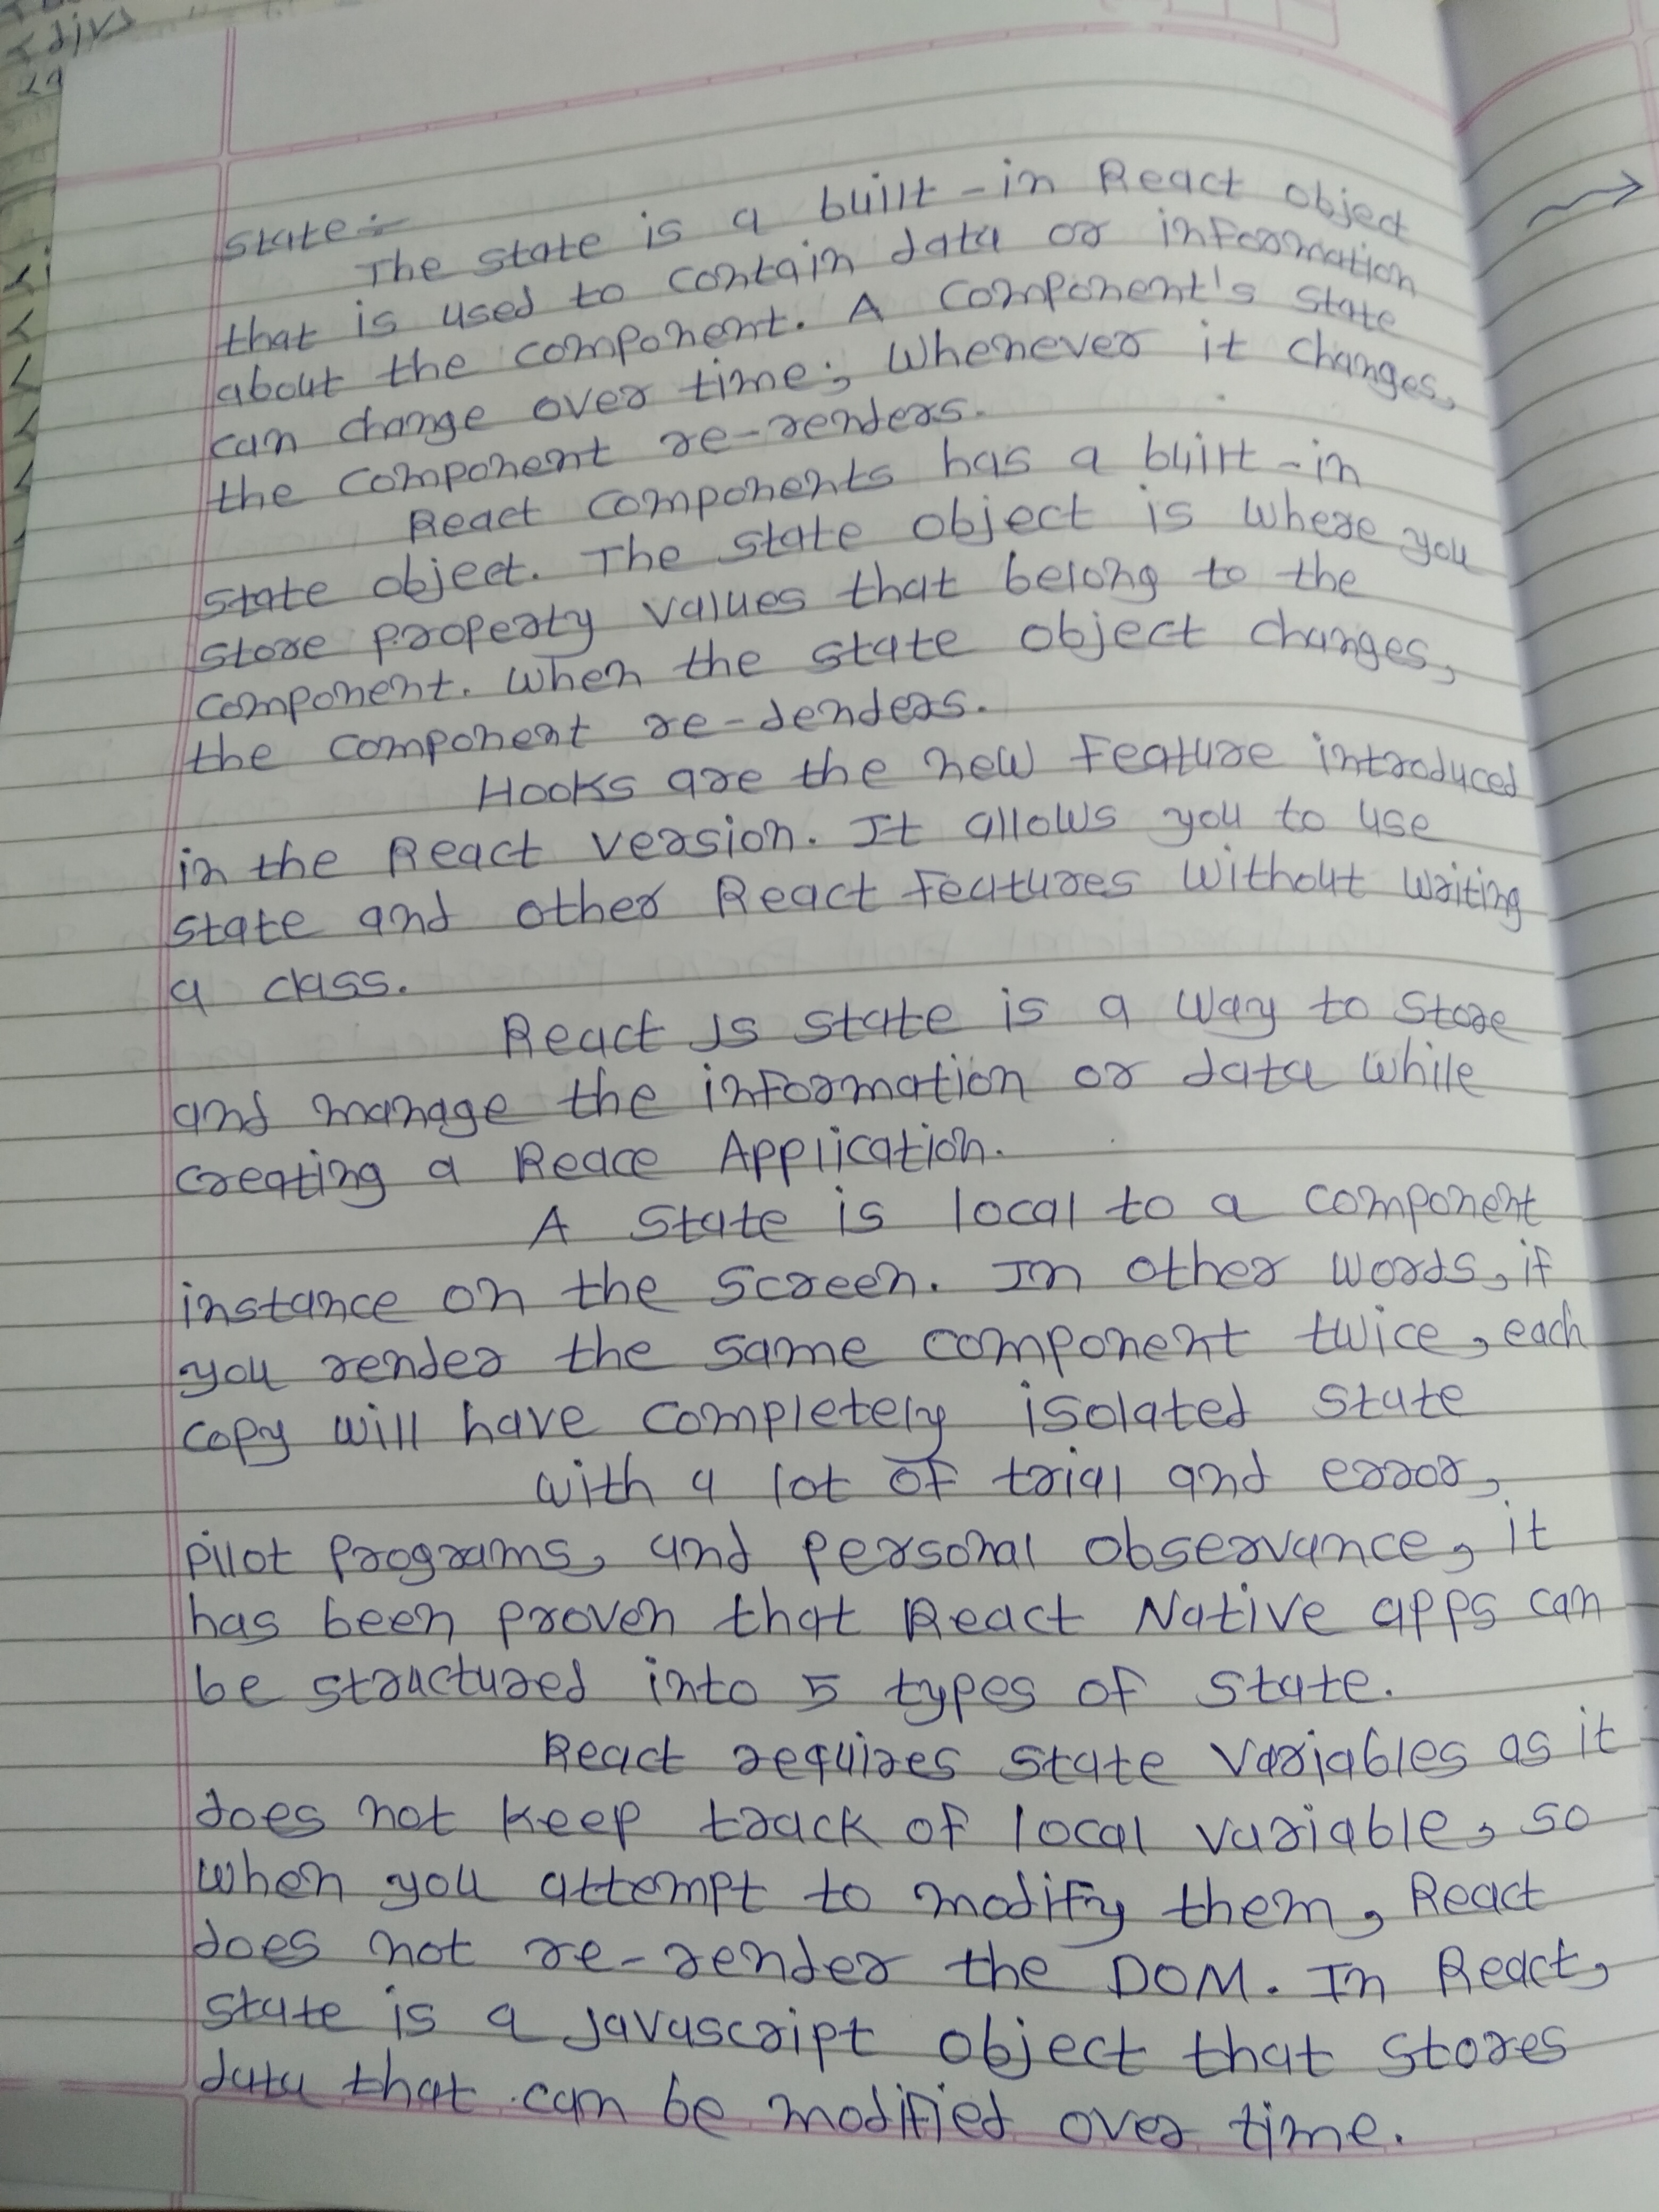 State :-
The state is a built-in React object
that is used to contain data or information
about the component. A component's state
can change over time; Whenever it changes,
the component re-renders.
React components has a built-in
state object. The state object is where you
store property values that belong to the
component. When the state object changes,
the component re-denders.
Hooks are the new Feature introduced
in the React version. It allows you to use
state and other React Features without writing
a class.
React Js state is a way to store
and manage the information or data while
creating a Reace Application.
A State is local to a component
instance on the screen. In other words, if
you render the same component twice, each
copy will have completely isolated state
with a lot of trial and error,
pilot programs, and personal observance, it
has been proven that React Native apps can
be structured into 5 types of state.
React requires state variables as it
does not keep track of local variable, so
when you attempt to modify them, React
does not re-render the DOM. In React,
state is a javascript object that stores
data that can be modified over time.